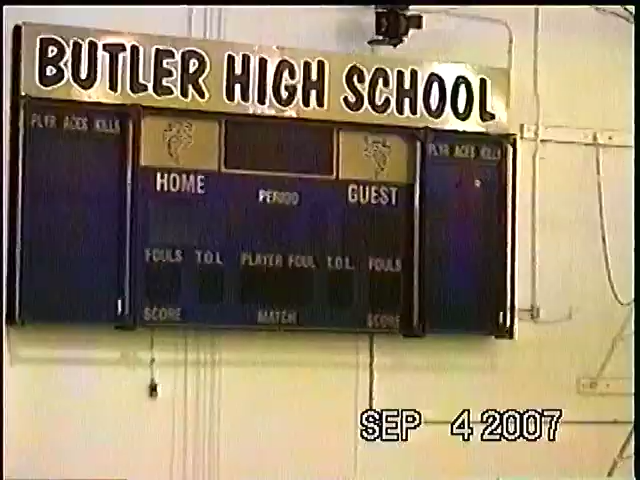 BUTLER HIGH SCHOOL
PLYR ACES KILLS
PLYR ACES KILLS
HOME
PERIOD
GUEST
FOULS T.O.L PLAYER FOUL T.O.L. FOULS
SCORE MATCH SCORE
SEP 4 2007